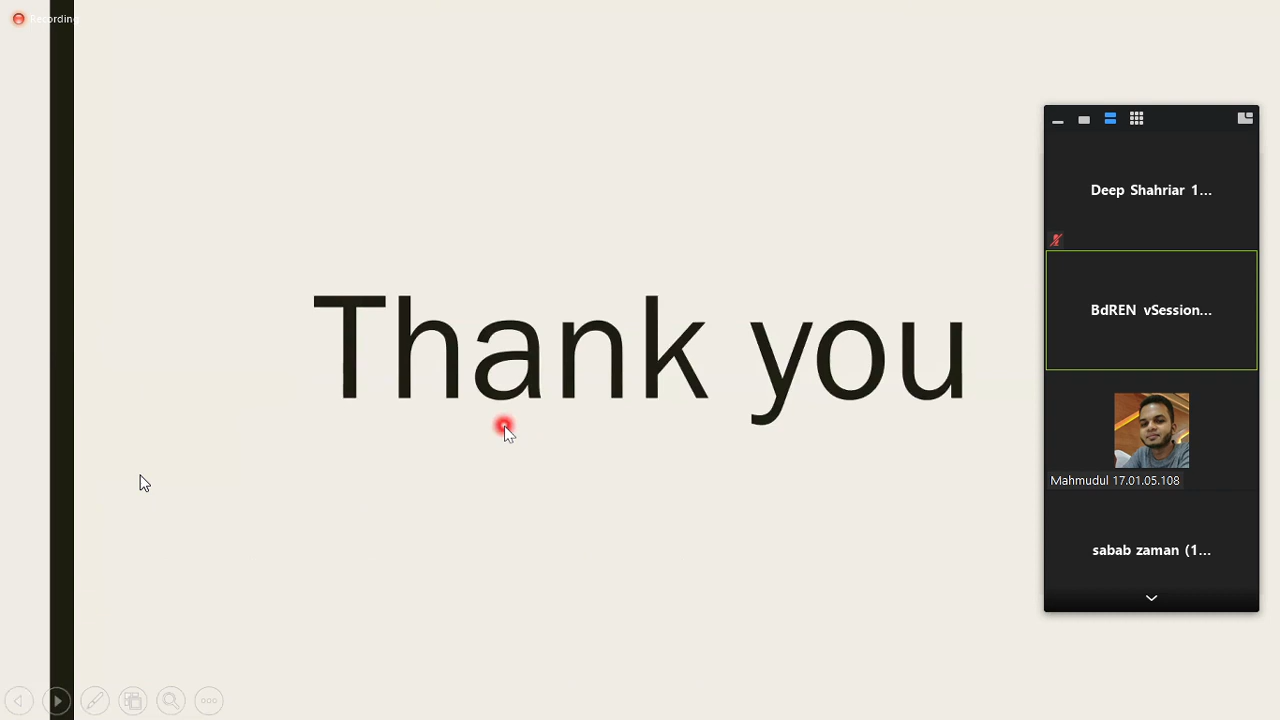 Recording
Thank you
Deep Shahriar 1...
BdREN vSession...
Mahmudul 17.01.05.108
sabab zaman (1...